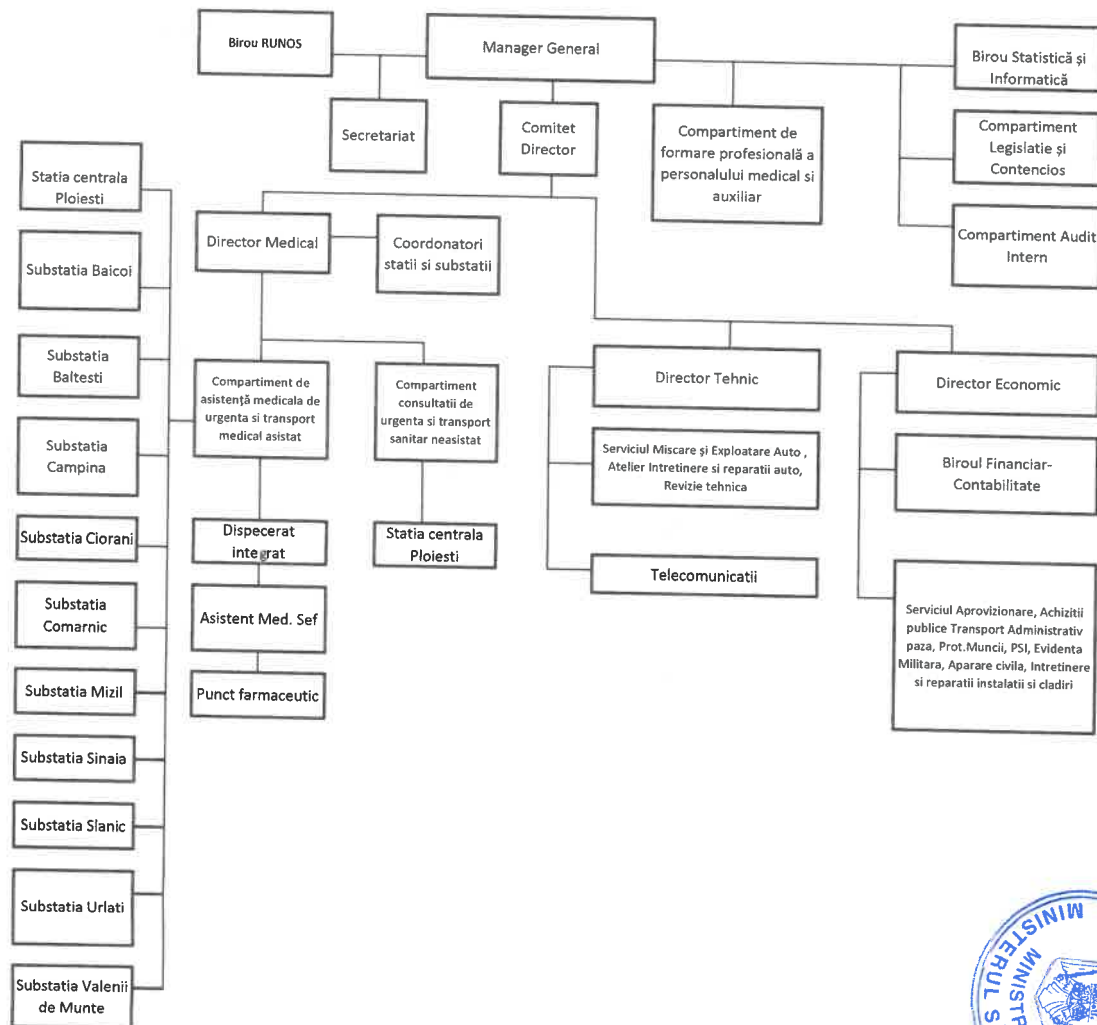 Birou RUNOS
Manager General
Birou Statistică și
Informatică
Secretariat
Comitet
Director
Compartiment de
formare profesională a
personalului medical si
auxiliar
Compartiment
Legislatie și
Contencios
Compartiment Audit
Intern
Statia centrala
Ploiesti
Substatia Baicoi
Substatia
Baltesti
Substatia
Campina
Substatia Ciorani
Substatia
Comarnic
Substatia Mizil
Substatia Sinaia
Substatia Slanic
Substatia Urlati
Substatia Valenii
de Munte
Director Medical
Coordonatori
statii si substatii
Compartiment de
asistență medicala de
urgenta si transport
medical asistat
Compartiment
consultatii de
urgenta si transport
sanitar neasistat
Dispecerat
integrat
Statia centrala
Ploiesti
Asistent Med. Sef
Punct farmaceutic
Director Tehnic
Serviciul Miscare și Exploatare Auto ,
Atelier Intretinere si reparatii auto,
Revizie tehnica
Telecomunicatii
Director Economic
Biroul Financiar-
Contabilitate
Serviciul Aprovizionare, Achizitii
publice Transport Administrativ
paza, Prot.Muncii, PSI, Evidenta
Militara, Aparare civila, Intretinere
si reparatii instalatii si cladiri
MINISTERUL S
MINISTR